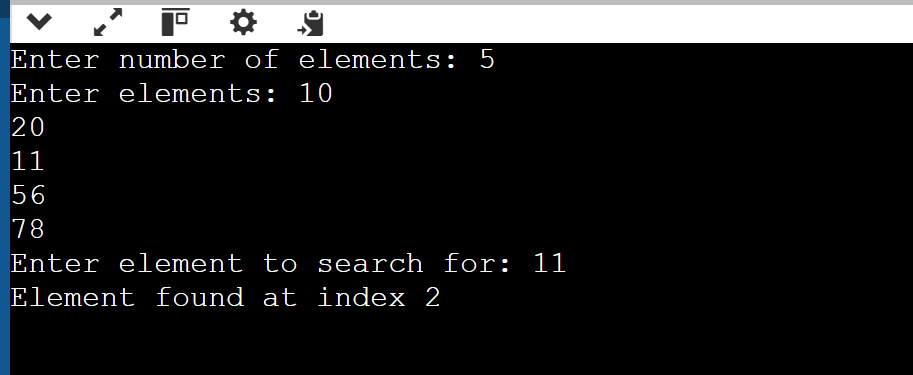 Enter number of elements: 5
Enter elements: 10
20
11
56
78
Enter element to search for: 11
Element found at index 2